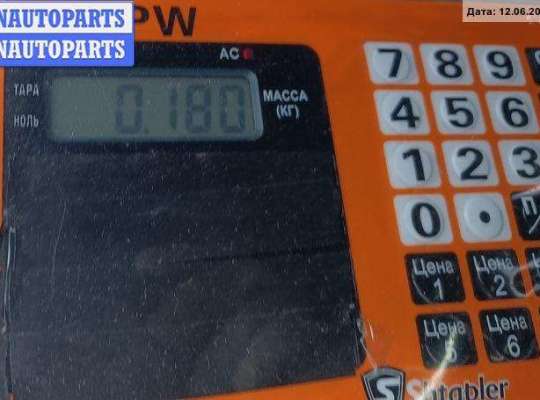 NAUTOPARTS
NAUTOPARTS
PW
Дата: 12.06.20
AC
ТАРА
НОЛЬ
0.180
МАССА
(КГ)
7 8 9
4 5 6
1 2 3
0 •
Цена 1
Цена 2
Цена 5
Цена 6
S Shtabler